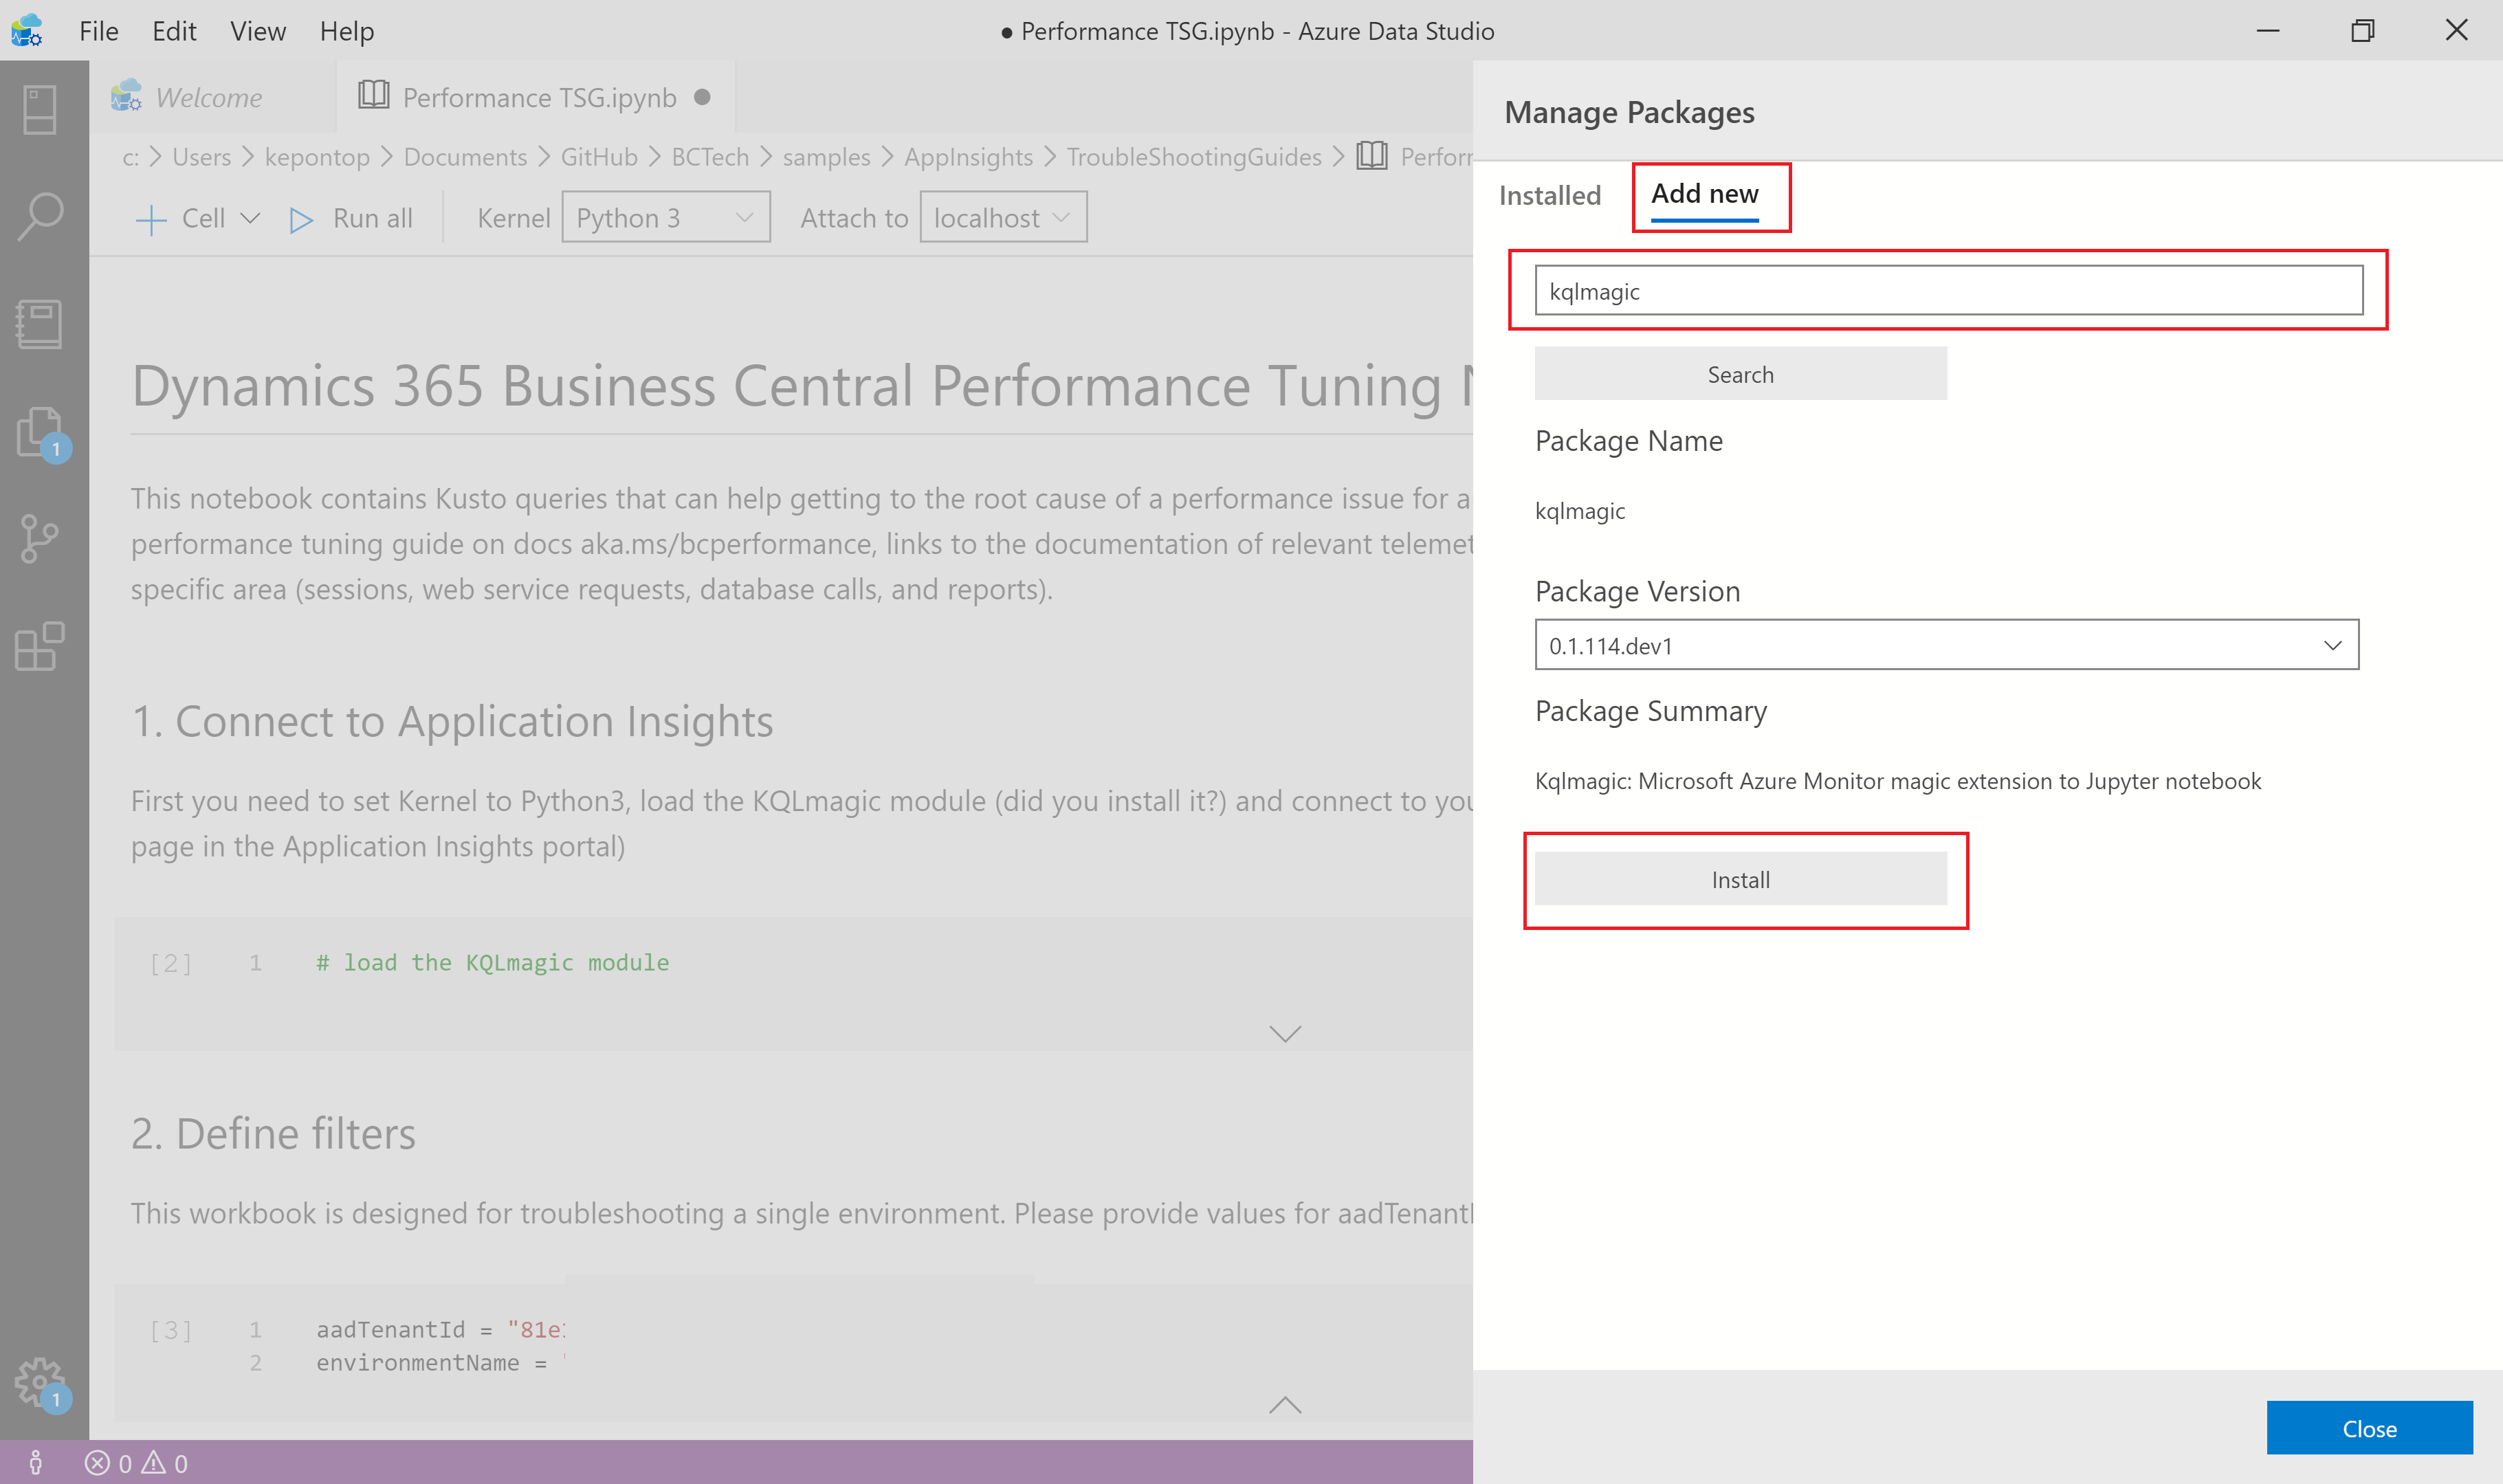 File Edit View Help
● Performance TSG.ipynb - Azure Data Studio
Welcome
Performance TSG.ipynb ●
c: > Users > kepontop > Documents > GitHub > BCTech > samples > AppInsights > TroubleShootingGuides >
Cell Run all Kernel Python 3 Attach to localhost
Dynamics 365 Business Central Performance Tuning
This notebook contains Kusto queries that can help getting to the root cause of a performance issue for a
performance tuning guide on docs aka.ms/bcperformance, links to the documentation of relevant
specific area (sessions, web service requests, database calls, and reports).
1. Connect to Application Insights
First you need to set Kernel to Python3, load the KQLmagic module (did you install it?) and connect to
page in the Application Insights portal)
[2] 1 # load the KQLmagic module
2. Define filters
This workbook is designed for troubleshooting a single environment. Please provide values for
[3] 1 aadTenantId = "81e
2 environmentName = '
1
1
0 0
Manage Packages
Installed Add new
kqlmagic
Search
Package Name
kqlmagic
Package Version
0.1.114.dev1
Package Summary
Kqlmagic: Microsoft Azure Monitor magic extension to Jupyter notebook
Install
Close